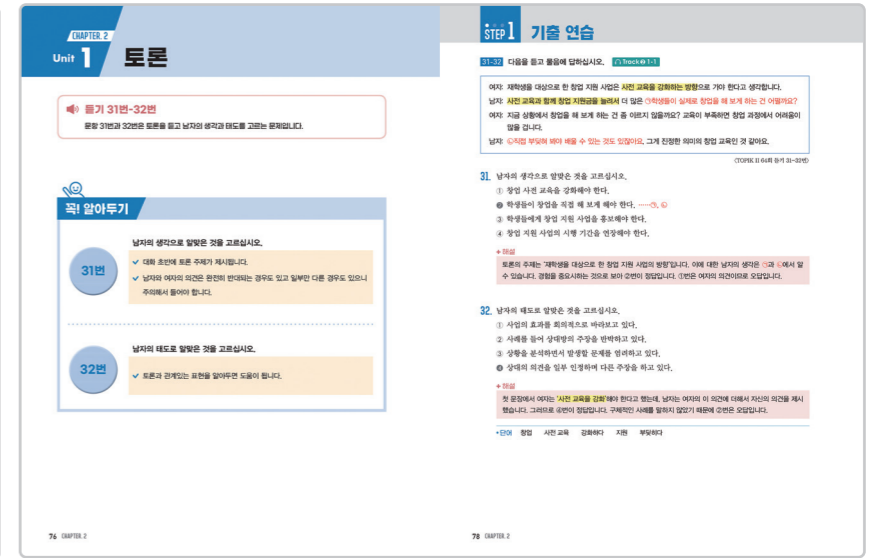 CHAPTER. 2
Unit 1 토론
듣기 31번-32번
문항 31번과 32번은 토론을 듣고 남자의 생각과 태도를 고르는 문제입니다.
꼭! 알아두기
31번
남자의 생각으로 알맞은 것을 고르십시오.
✓ 대화 초반에 토론 주제가 제시됩니다.
✓ 남자와 여자의 의견은 완전히 반대되는 경우도 있고 일부만 다른 경우도 있으니
주의해서 들어야 합니다.
32번
남자의 태도로 알맞은 것을 고르십시오.
✓ 토론과 관계있는 표현을 알아두면 도움이 됩니다.
76 CHAPTER. 2
STEP 1 기출 연습
31-32 다음을 듣고 물음에 답하십시오. Track 2 1-1
여자: 재학생을 대상으로 한 창업 지원 사업은 사전 교육을 강화하는 방향으로 가야 한다고 생각합니다.
남자: 사전 교육과 함께 창업 지원금을 늘려서 더 많은 ㉠학생들이 실제로 창업을 해 보게 하는 건 어떨까요?
여자: 지금 상황에서 창업을 해 보게 하는 건 좀 이르지 않을까요? 교육이 부족하면 창업 과정에서 어려움이
많을 겁니다.
남자: ㉡직접 부딪혀 봐야 배울 수 있는 것도 있잖아요. 그게 진정한 의미의 창업 교육인 것 같아요.
〈TOPIK II 64회 듣기 31-32번〉
31. 남자의 생각으로 알맞은 것을 고르십시오.
① 창업 사전 교육을 강화해야 한다.
❷ 학생들이 창업을 직접 해 보게 해야 한다. ……㉠, ㉡
③ 학생들에게 창업 지원 사업을 홍보해야 한다.
④ 창업 지원 사업의 시행 기간을 연장해야 한다.
+ 해설
토론의 주제는 '재학생을 대상으로 한 창업 지원 사업의 방향'입니다. 이에 대한 남자의 생각은 ㉠과 ㉡에서 알
수 있습니다. 경험을 중요시하는 것으로 보아 ②번이 정답입니다. ①번은 여자의 의견이므로 오답입니다.
32. 남자의 태도로 알맞은 것을 고르십시오.
① 사업의 효과를 회의적으로 바라보고 있다.
② 사례를 들어 상대방의 주장을 반박하고 있다.
③ 상황을 분석하면서 발생할 문제를 염려하고 있다.
❹ 상대의 의견을 일부 인정하며 다른 주장을 하고 있다.
+ 해설
첫 문장에서 여자는 '사전 교육을 강화'해야 한다고 했는데, 남자는 여자의 이 의견에 더해서 자신의 의견을 제시
했습니다. 그러므로 ④번이 정답입니다. 구체적인 사례를 말하지 않았기 때문에 ②번은 오답입니다.
+단어 창업 사전 교육 강화하다 지원 부딪히다
78 CHAPTER. 2